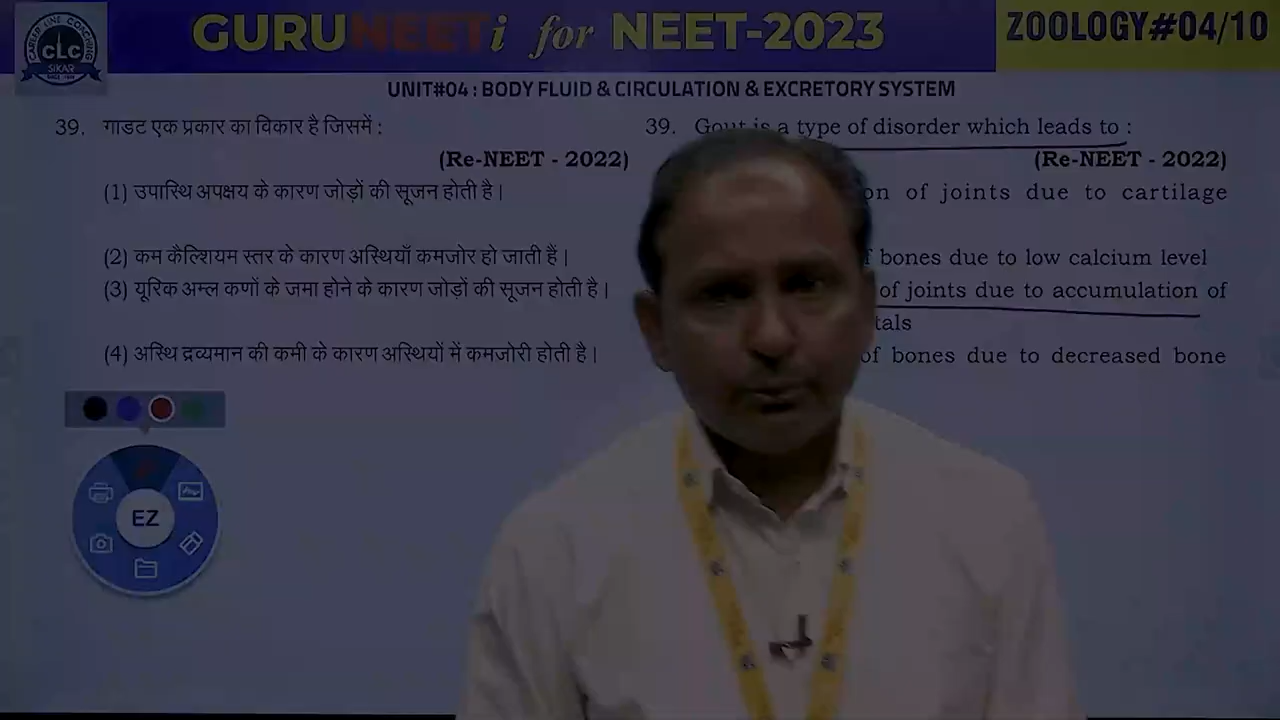 CAREER LINE COACHING
CLC
SIKAR
GURUNEETi for NEET-2023
ZOOLOGY#04/10
UNIT#04 : BODY FLUID & CIRCULATION & EXCRETORY SYSTEM
39. गाउट एक प्रकार का विकार है जिसमें :
(Re-NEET - 2022)
(1) उपास्थि अपक्षय के कारण जोड़ों की सूजन होती है।
(2) कम कैल्शियम स्तर के कारण अस्थियाँ कमजोर हो जाती हैं।
(3) यूरिक अम्ल कणों के जमा होने के कारण जोड़ों की सूजन होती है।
(4) अस्थि द्रव्यमान की कमी के कारण अस्थियों में कमजोरी होती है।
39. Gout is a type of disorder which leads to :
(Re-NEET - 2022)
of joints due to cartilage
bones due to low calcium level
of joints due to accumulation of
of bones due to decreased bone
EZ